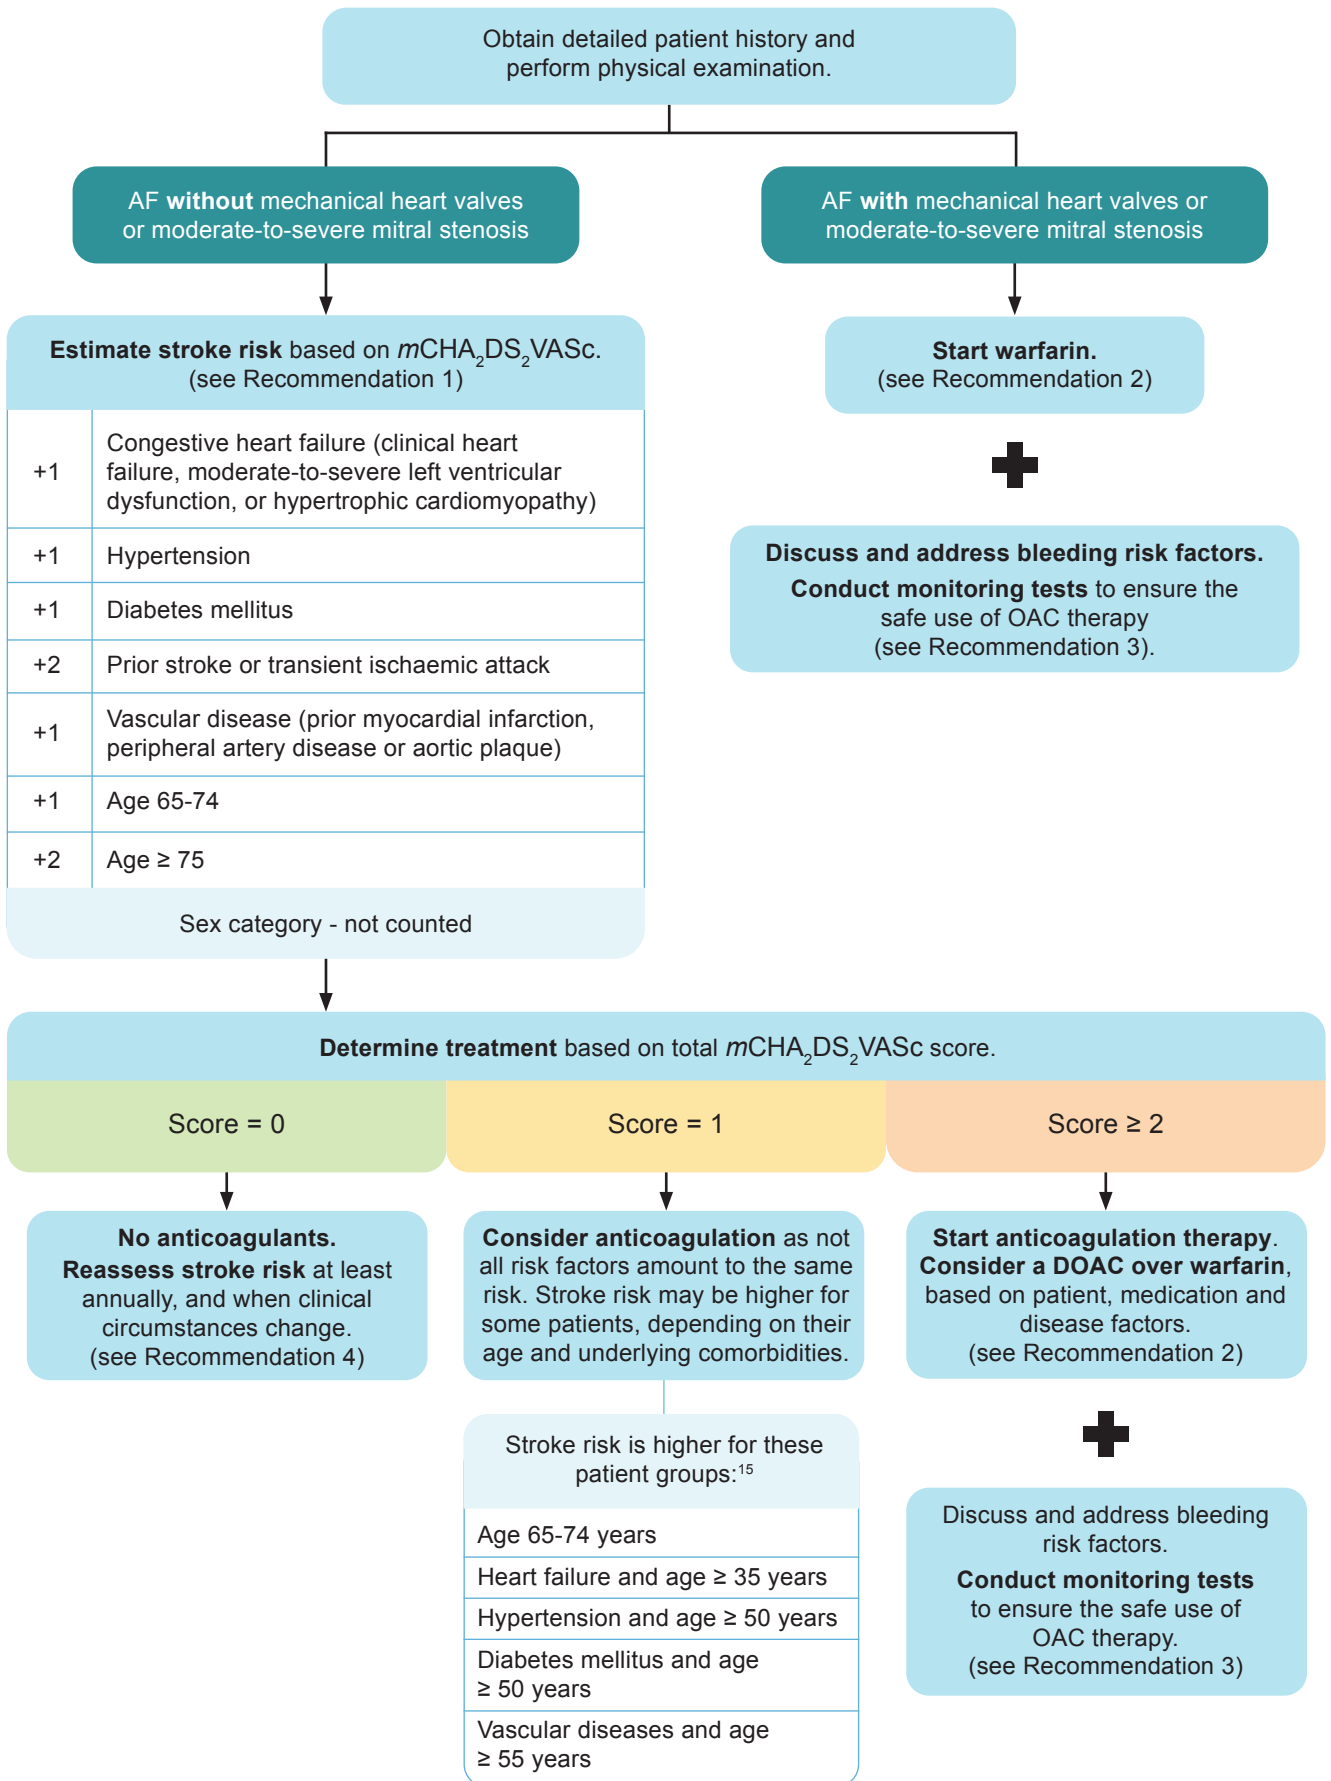 Obtain detailed patient history and
perform physical examination.
AF without mechanical heart valves
or moderate-to-severe mitral stenosis
AF with mechanical heart valves or
moderate-to-severe mitral stenosis
Estimate stroke risk based on mCHA₂DS₂VASc.
(see Recommendation 1)
+1 Congestive heart failure (clinical heart
failure, moderate-to-severe left ventricular
dysfunction, or hypertrophic cardiomyopathy)
+1 Hypertension
+1 Diabetes mellitus
+2 Prior stroke or transient ischaemic attack
+1 Vascular disease (prior myocardial infarction,
peripheral artery disease or aortic plaque)
+1 Age 65-74
+2 Age ≥ 75
Sex category - not counted
Start warfarin.
(see Recommendation 2)
Discuss and address bleeding risk factors.
Conduct monitoring tests to ensure the
safe use of OAC therapy
(see Recommendation 3).
Determine treatment based on total mCHA₂DS₂VASc score.
Score = 0
Score = 1
Score ≥ 2
No anticoagulants.
Reassess stroke risk at least
annually, and when clinical
circumstances change.
(see Recommendation 4)
Consider anticoagulation as not
all risk factors amount to the same
risk. Stroke risk may be higher for
some patients, depending on their
age and underlying comorbidities.
Stroke risk is higher for these
patient groups:¹⁵
Age 65-74 years
Heart failure and age ≥ 35 years
Hypertension and age ≥ 50 years
Diabetes mellitus and age
≥ 50 years
Vascular diseases and age
≥ 55 years
Start anticoagulation therapy.
Consider a DOAC over warfarin,
based on patient, medication and
disease factors.
(see Recommendation 2)
Discuss and address bleeding
risk factors.
Conduct monitoring tests
to ensure the safe use of
OAC therapy.
(see Recommendation 3)